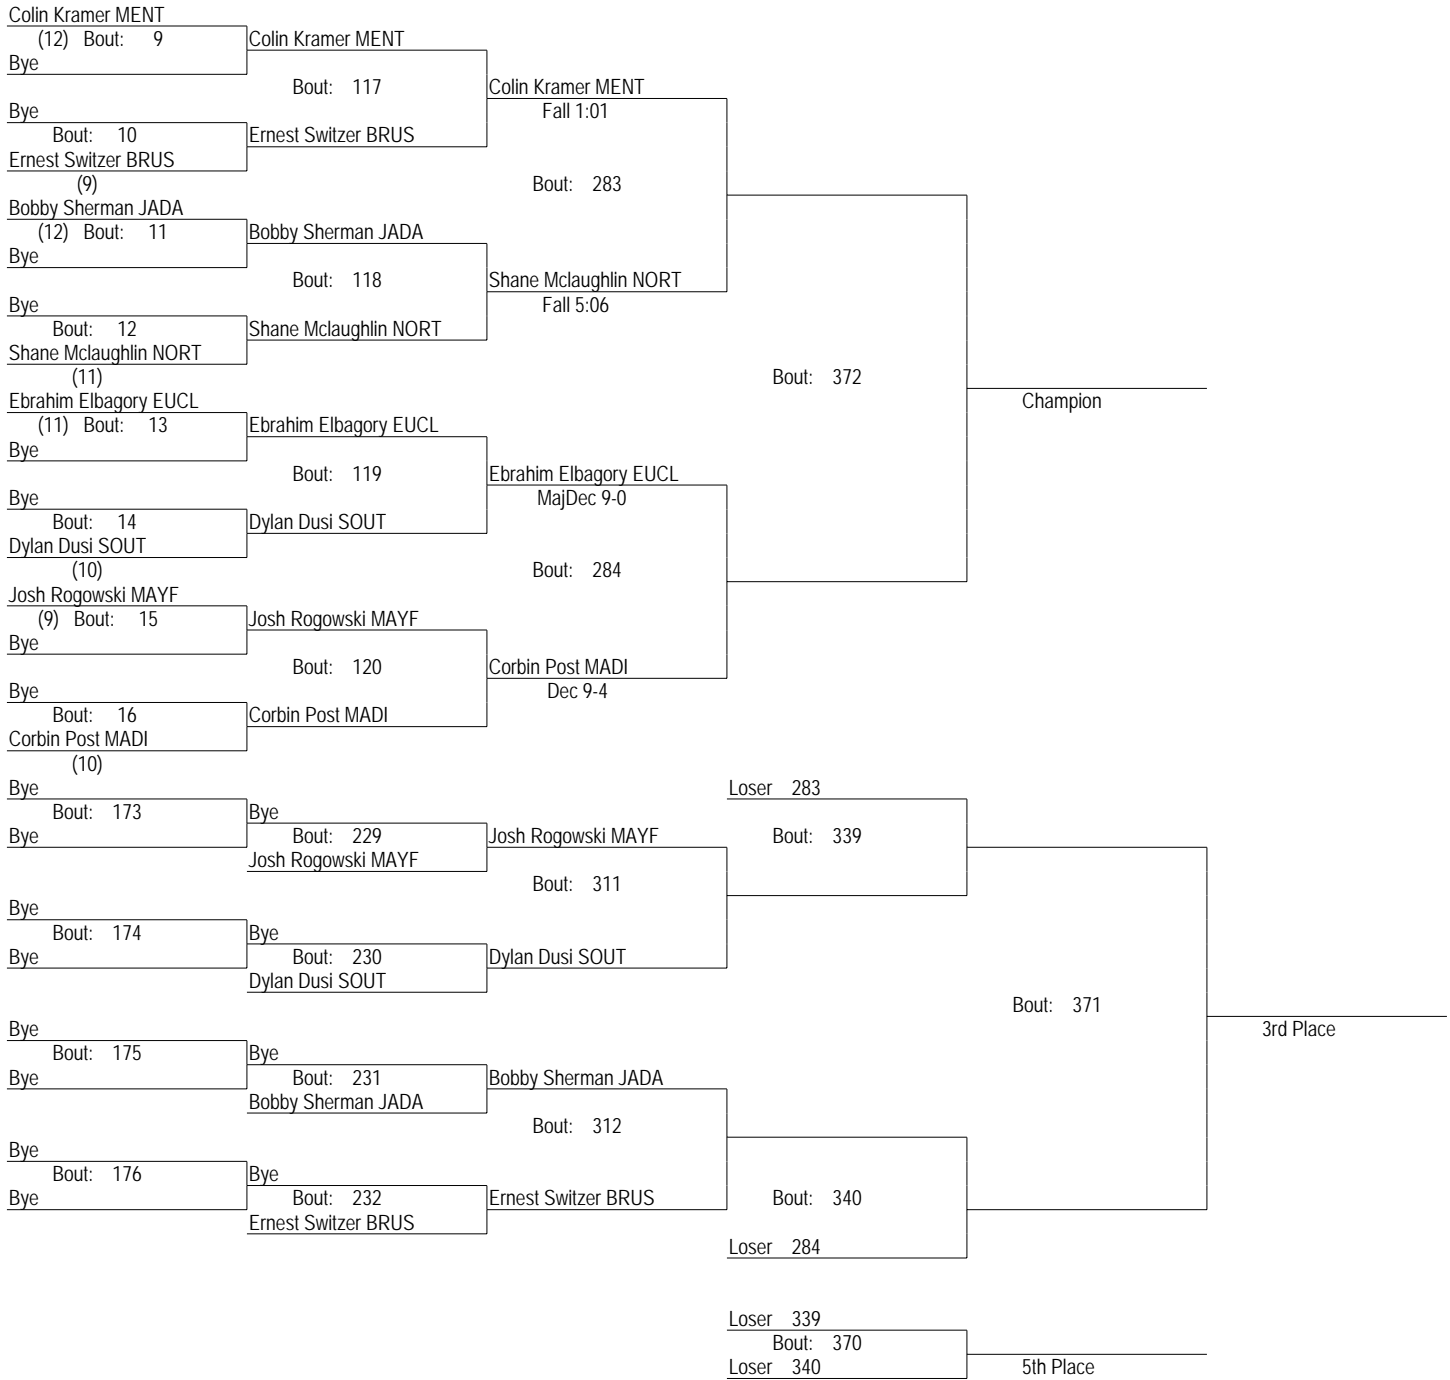 Colin Kramer MENT
(12) Bout: 9
Colin Kramer MENT
Bye
Bout: 117
Colin Kramer MENT
Bye
Fall 1:01
Bout: 10
Ernest Switzer BRUS
Ernest Switzer BRUS
(9)
Bout: 283
Bobby Sherman JADA
(12) Bout: 11
Bobby Sherman JADA
Bye
Bout: 118
Shane Mclaughlin NORT
Bye
Fall 5:06
Bout: 12
Shane Mclaughlin NORT
Shane Mclaughlin NORT
(11)
Bout: 372
Ebrahim Elbagory EUCL
Champion
(11) Bout: 13
Ebrahim Elbagory EUCL
Bye
Bout: 119
Ebrahim Elbagory EUCL
Bye
MajDec 9-0
Bout: 14
Dylan Dusi SOUT
Dylan Dusi SOUT
(10)
Bout: 284
Josh Rogowski MAYF
(9) Bout: 15
Josh Rogowski MAYF
Bye
Bout: 120
Corbin Post MADI
Bye
Dec 9-4
Bout: 16
Corbin Post MADI
Corbin Post MADI
(10)
Bye
Loser 283
Bout: 173
Bye
Bye
Bout: 229
Josh Rogowski MAYF
Bout: 339
Josh Rogowski MAYF
Bout: 311
Bye
Bout: 174
Bye
Bye
Bout: 230
Dylan Dusi SOUT
Dylan Dusi SOUT
Bout: 371
Bye
3rd Place
Bout: 175
Bye
Bye
Bout: 231
Bobby Sherman JADA
Bobby Sherman JADA
Bout: 312
Bye
Bout: 176
Bye
Bye
Bout: 232
Ernest Switzer BRUS
Bout: 340
Ernest Switzer BRUS
Loser 284
Loser 339
Bout: 370
Loser 340
5th Place